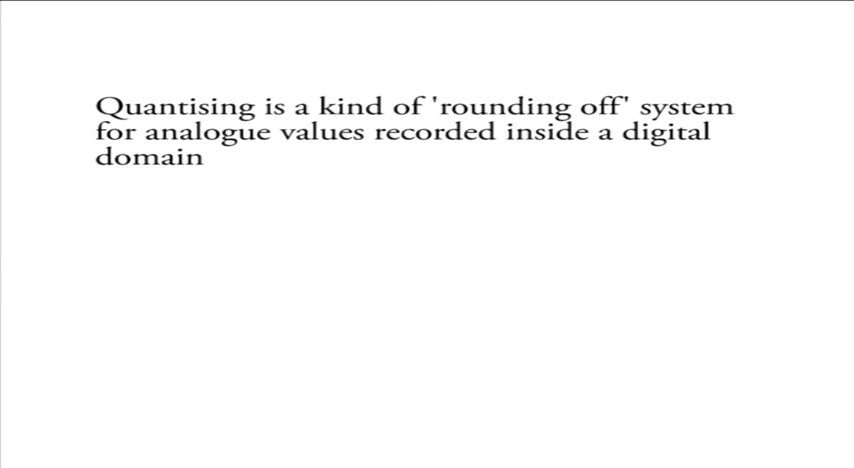 Quantising is a kind of 'rounding off' system
for analogue values recorded inside a digital
domain